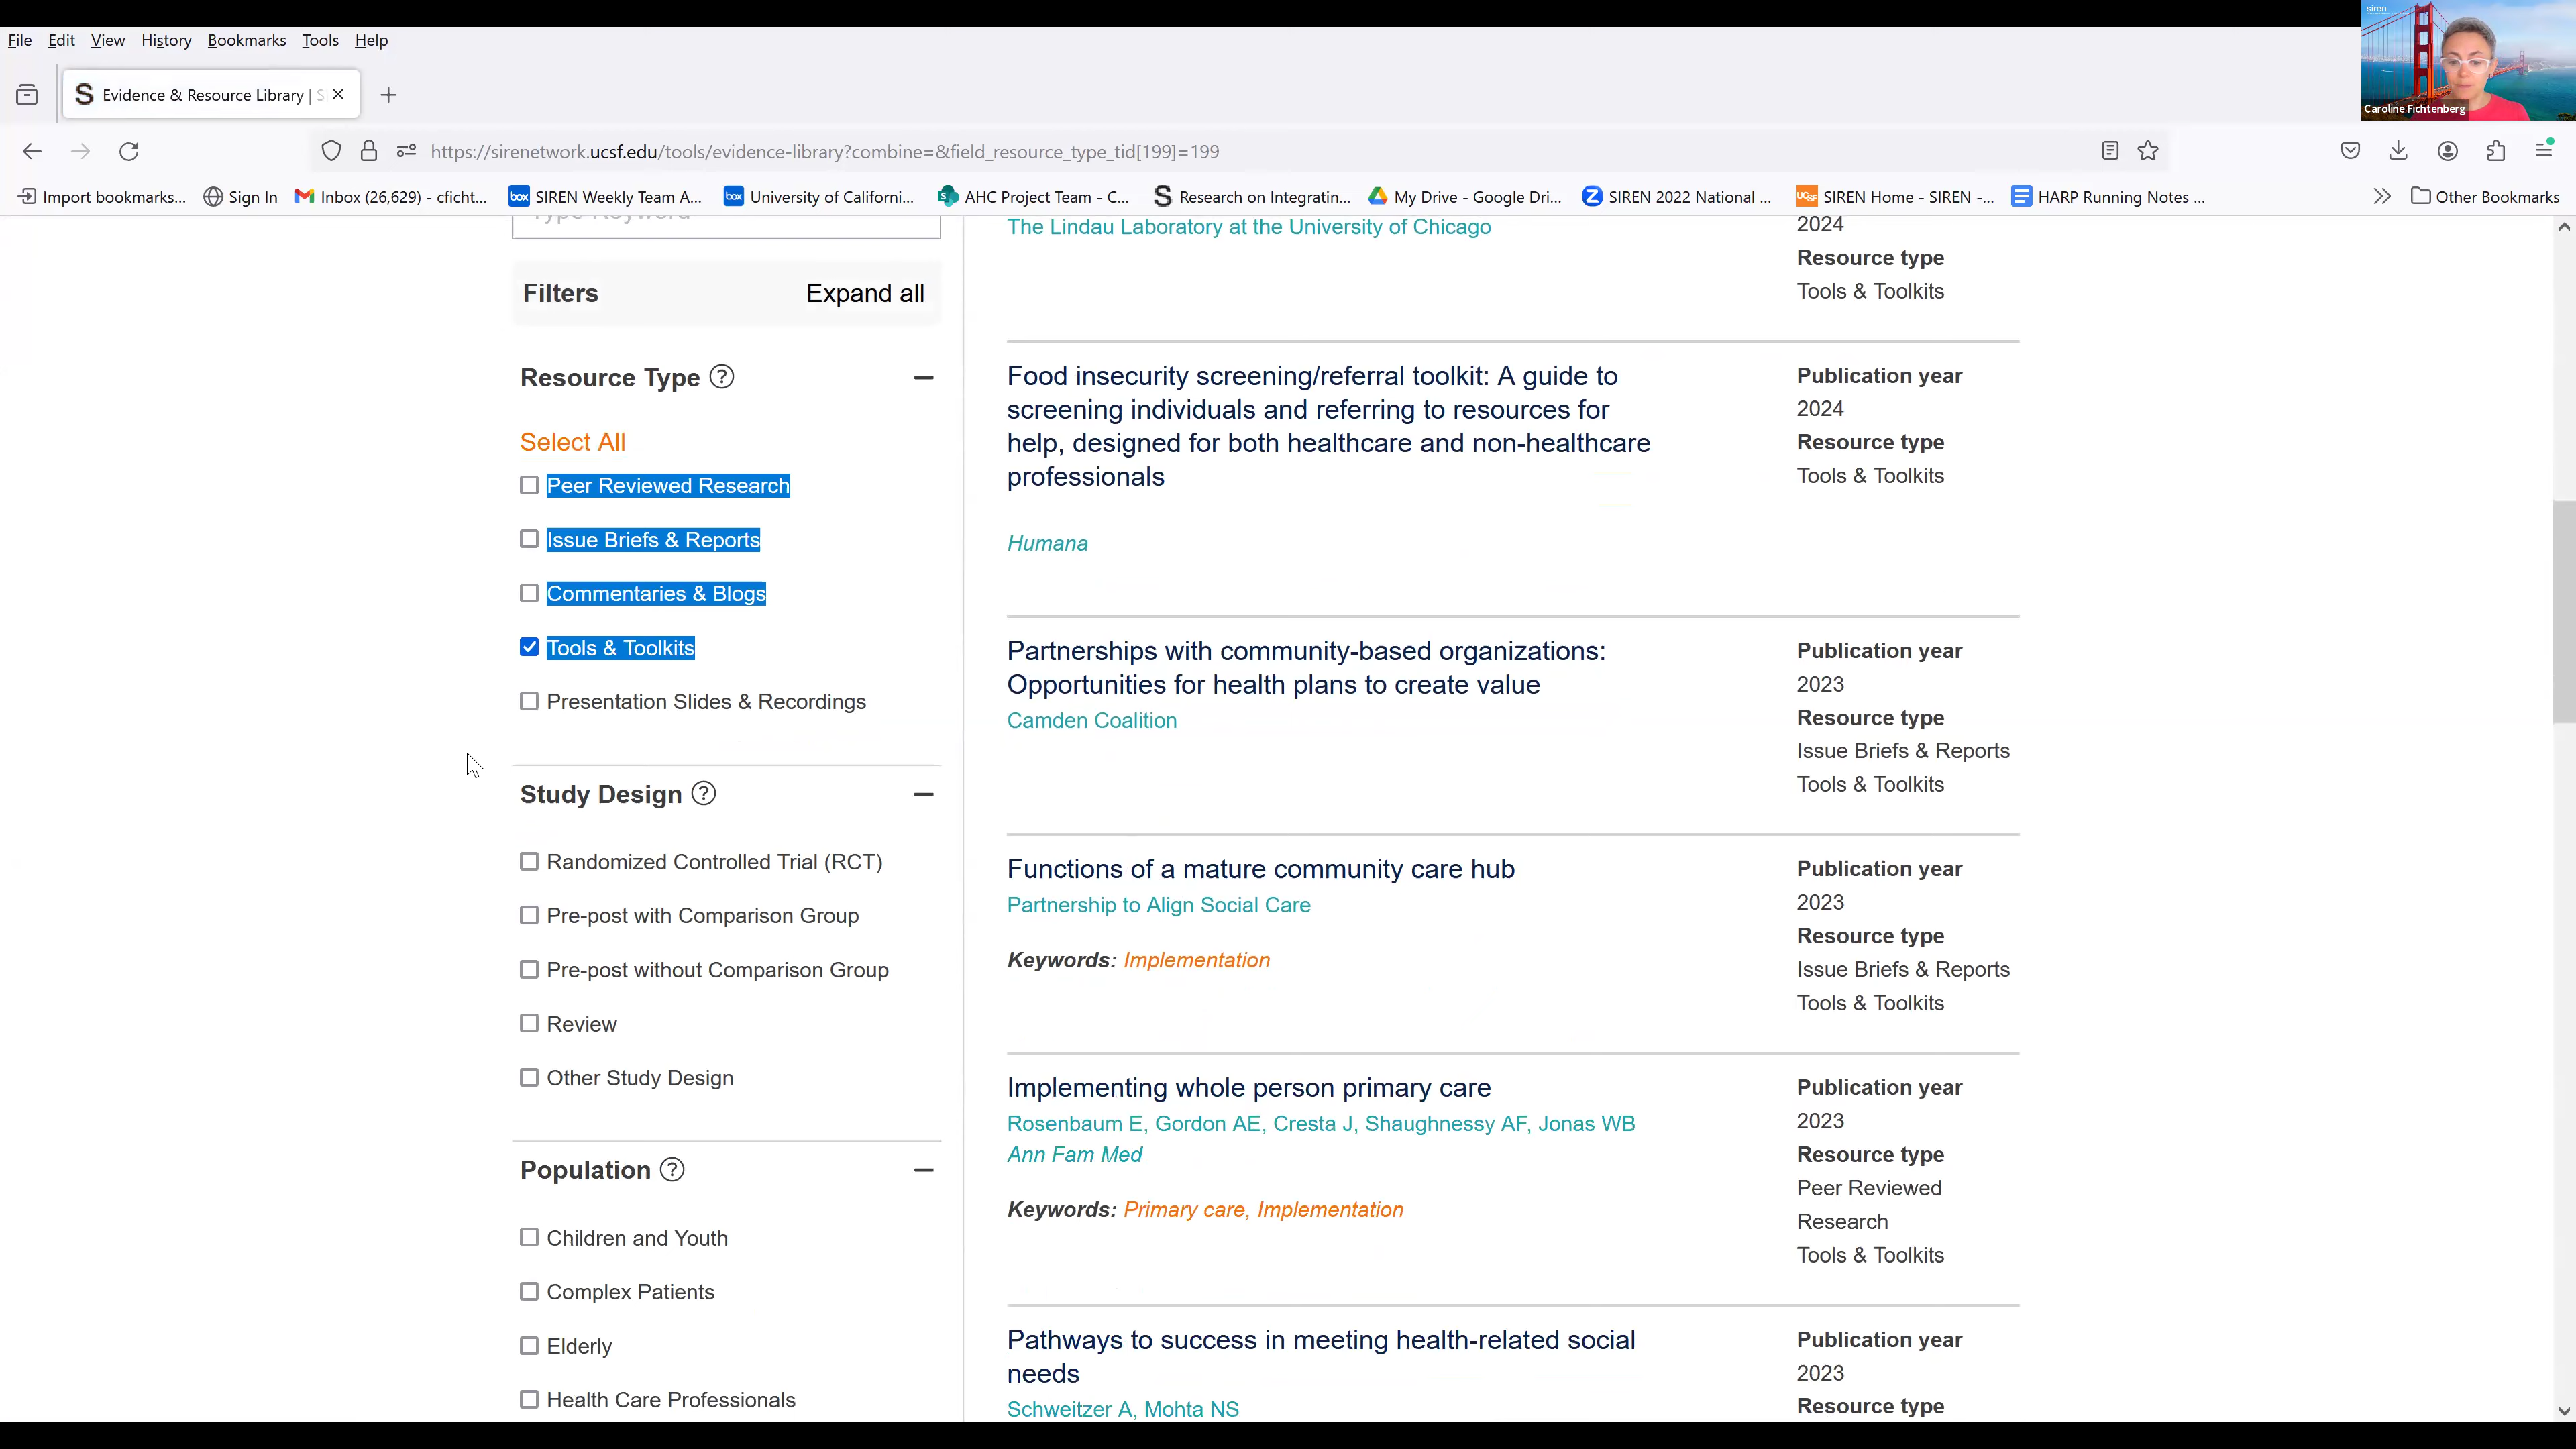 siren
Caroline Fichtenberg
File Edit View History Bookmarks Tools Help
S Evidence & Resource Library | S
https://sirenetwork.ucsf.edu/tools/evidence-library?combine=&field_resource_type_tid[199]=199
Import bookmarks... Sign In Inbox (26,629) - cficht... box SIREN Weekly Team A... box University of Californi... AHC Project Team - C... S Research on Integratin... My Drive - Google Dri... Z SIREN 2022 National ... UCSF SIREN Home - SIREN -... HARP Running Notes ... Other Bookmarks
Type Keyword
Filters Expand all
Resource Type ?
Select All
Peer Reviewed Research
Issue Briefs & Reports
Commentaries & Blogs
Tools & Toolkits
Presentation Slides & Recordings
Study Design ?
Randomized Controlled Trial (RCT)
Pre-post with Comparison Group
Pre-post without Comparison Group
Review
Other Study Design
Population ?
Children and Youth
Complex Patients
Elderly
Health Care Professionals
The Lindau Laboratory at the University of Chicago
2024
Resource type
Tools & Toolkits
Food insecurity screening/referral toolkit: A guide to
screening individuals and referring to resources for
help, designed for both healthcare and non-healthcare
professionals
Humana
Publication year
2024
Resource type
Tools & Toolkits
Partnerships with community-based organizations:
Opportunities for health plans to create value
Camden Coalition
Publication year
2023
Resource type
Issue Briefs & Reports
Tools & Toolkits
Functions of a mature community care hub
Partnership to Align Social Care
Keywords: Implementation
Publication year
2023
Resource type
Issue Briefs & Reports
Tools & Toolkits
Implementing whole person primary care
Rosenbaum E, Gordon AE, Cresta J, Shaughnessy AF, Jonas WB
Ann Fam Med
Keywords: Primary care, Implementation
Publication year
2023
Resource type
Peer Reviewed
Research
Tools & Toolkits
Pathways to success in meeting health-related social
needs
Schweitzer A, Mohta NS
Publication year
2023
Resource type